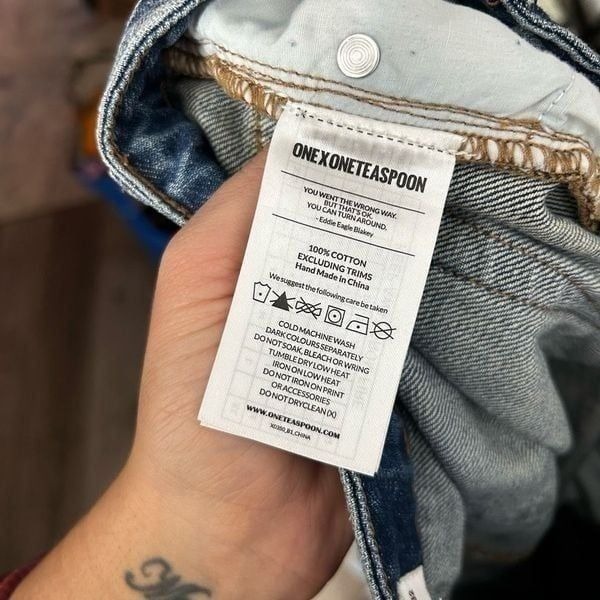 ONEXONETEASPOON
YOU WENT THE WRONG WAY.
BUT THAT'S OK.
YOU CAN TURN AROUND.
- Eddie Eagle Blakey
100% COTTON
EXCLUDING TRIMS
Hand Made in China
We suggest the following care be taken
COLD MACHINE WASH
DARK COLOURS SEPARATELY
DO NOT SOAK, BLEACH OR WRING
TUMBLE DRY LOW HEAT
IRON ON LOW HEAT
DO NOT IRON ON PRINT
OR ACCESSORIES
DO NOT DRYCLEAN (X)
WWW.ONETEASPOON.COM